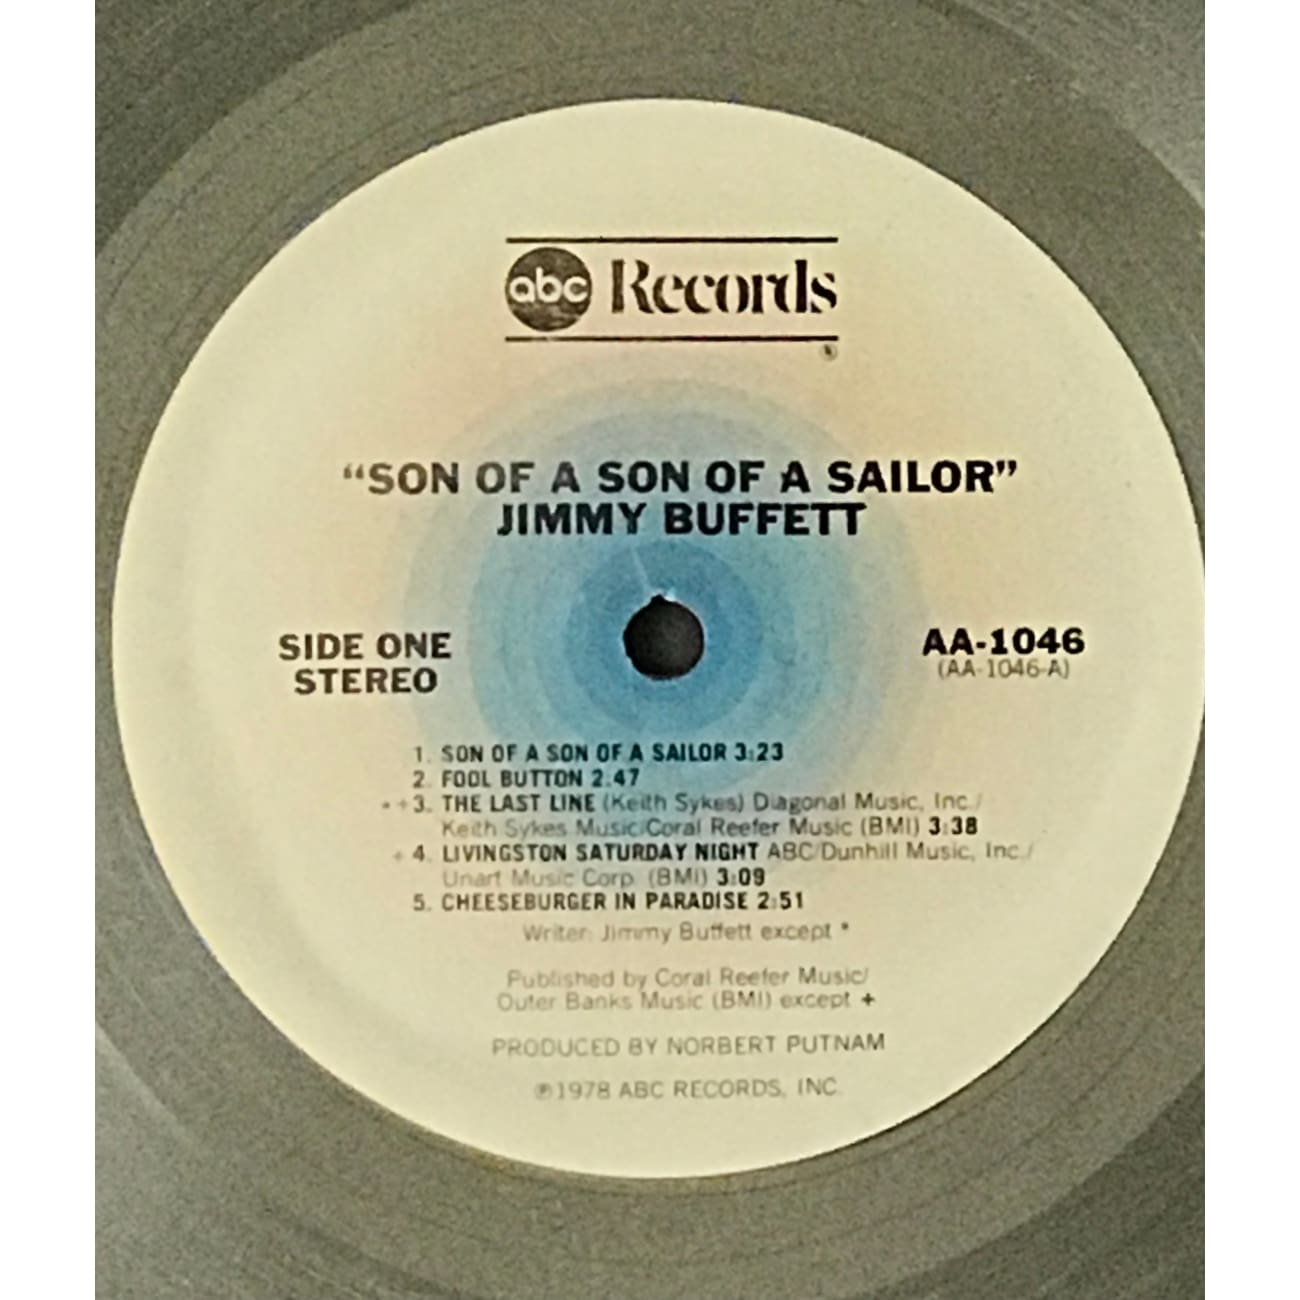 abc Records
®
"SON OF A SON OF A SAILOR"
JIMMY BUFFETT
SIDE ONE
STEREO
AA-1046
(AA-1046-A)
1. SON OF A SON OF A SAILOR 3:23
2. FOOL BUTTON 2:47
*+3. THE LAST LINE (Keith Sykes) Diagonal Music, Inc./
Keith Sykes Music/Coral Reefer Music (BMI) 3:38
+ 4. LIVINGSTON SATURDAY NIGHT ABC/Dunhill Music, Inc./
Unart Music Corp. (BMI) 3:09
5. CHEESEBURGER IN PARADISE 2:51
Writer: Jimmy Buffett except *
Published by Coral Reefer Music/
Outer Banks Music (BMI) except +
PRODUCED BY NORBERT PUTNAM
℗1978 ABC RECORDS, INC.